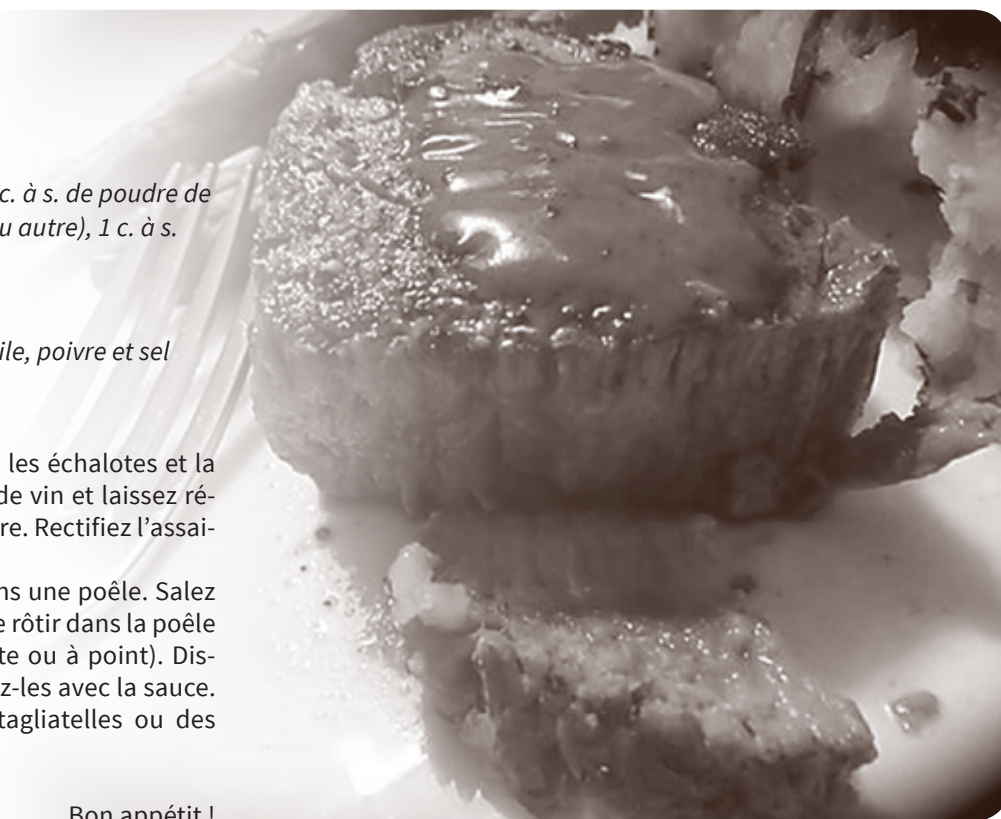 c. à s. de poudre de
u autre), 1 c. à s.
ile, poivre et sel
les échalotes et la
de vin et laissez ré-
re. Rectifiez l’assai-
ns une poêle. Salez
e rôtir dans la poêle
te ou à point). Dis-
z-les avec la sauce.
tagliatelles ou des
Bon appétit !